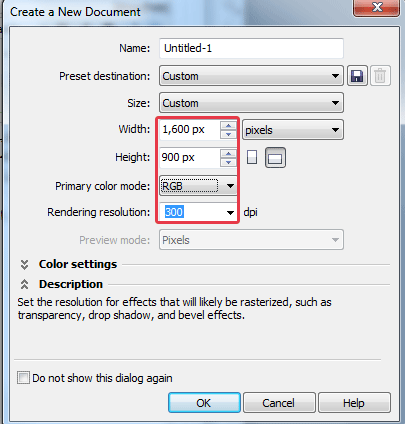 Create a New Document
Name: Untitled-1
Preset destination: Custom
Size: Custom
Width: 1,600 px pixels
Height: 900 px
Primary color mode: RGB
Rendering resolution: 300 dpi
Preview mode: Pixels
Color settings
Description
Set the resolution for effects that will likely be rasterized, such as
transparency, drop shadow, and bevel effects.
Do not show this dialog again
OK Cancel Help